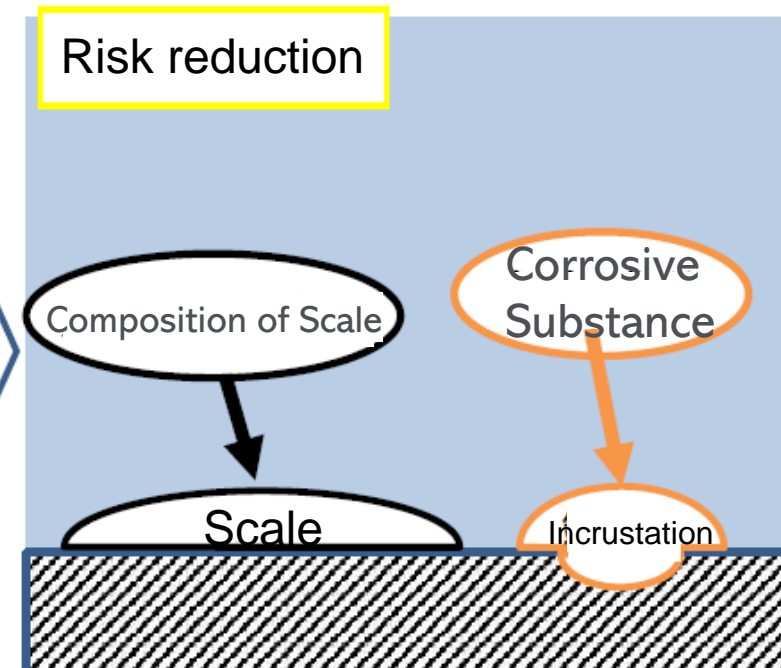 Risk reduction
Composition of Scale
Corrosive
Substance
Scale
Incrustation